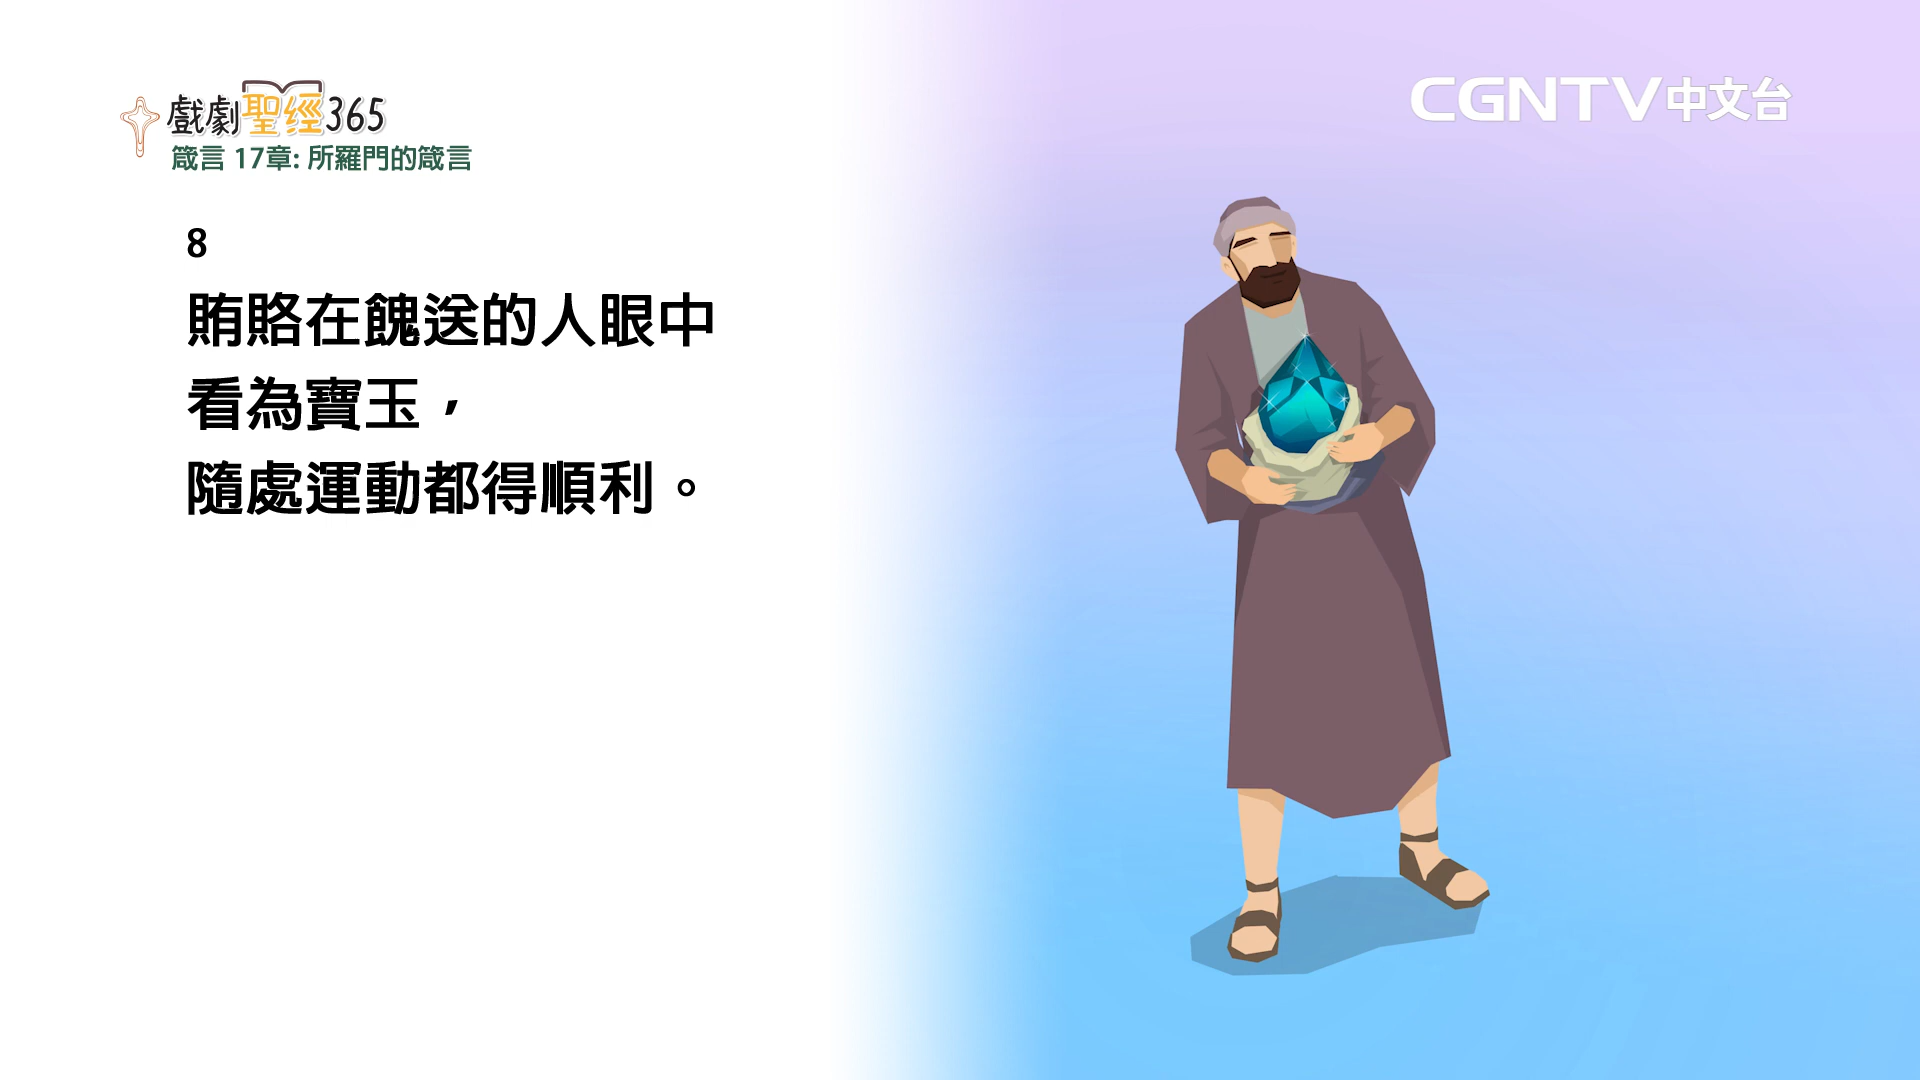 戲劇聖經365
箴言 17章: 所羅門的箴言
CGNTV中文台
8
賄賂在餽送的人眼中
看為寶玉，
隨處運動都得順利。